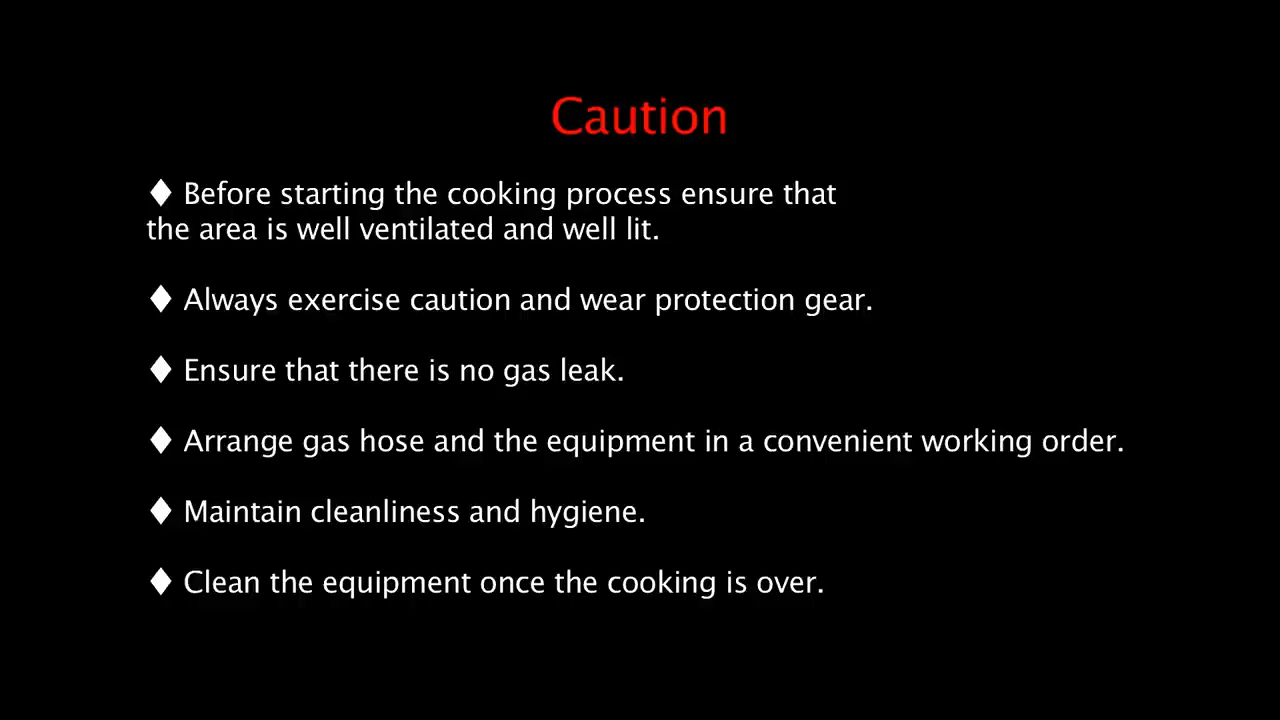 Caution
♦ Before starting the cooking process ensure that
the area is well ventilated and well lit.
♦ Always exercise caution and wear protection gear.
♦ Ensure that there is no gas leak.
♦ Arrange gas hose and the equipment in a convenient working order.
♦ Maintain cleanliness and hygiene.
♦ Clean the equipment once the cooking is over.